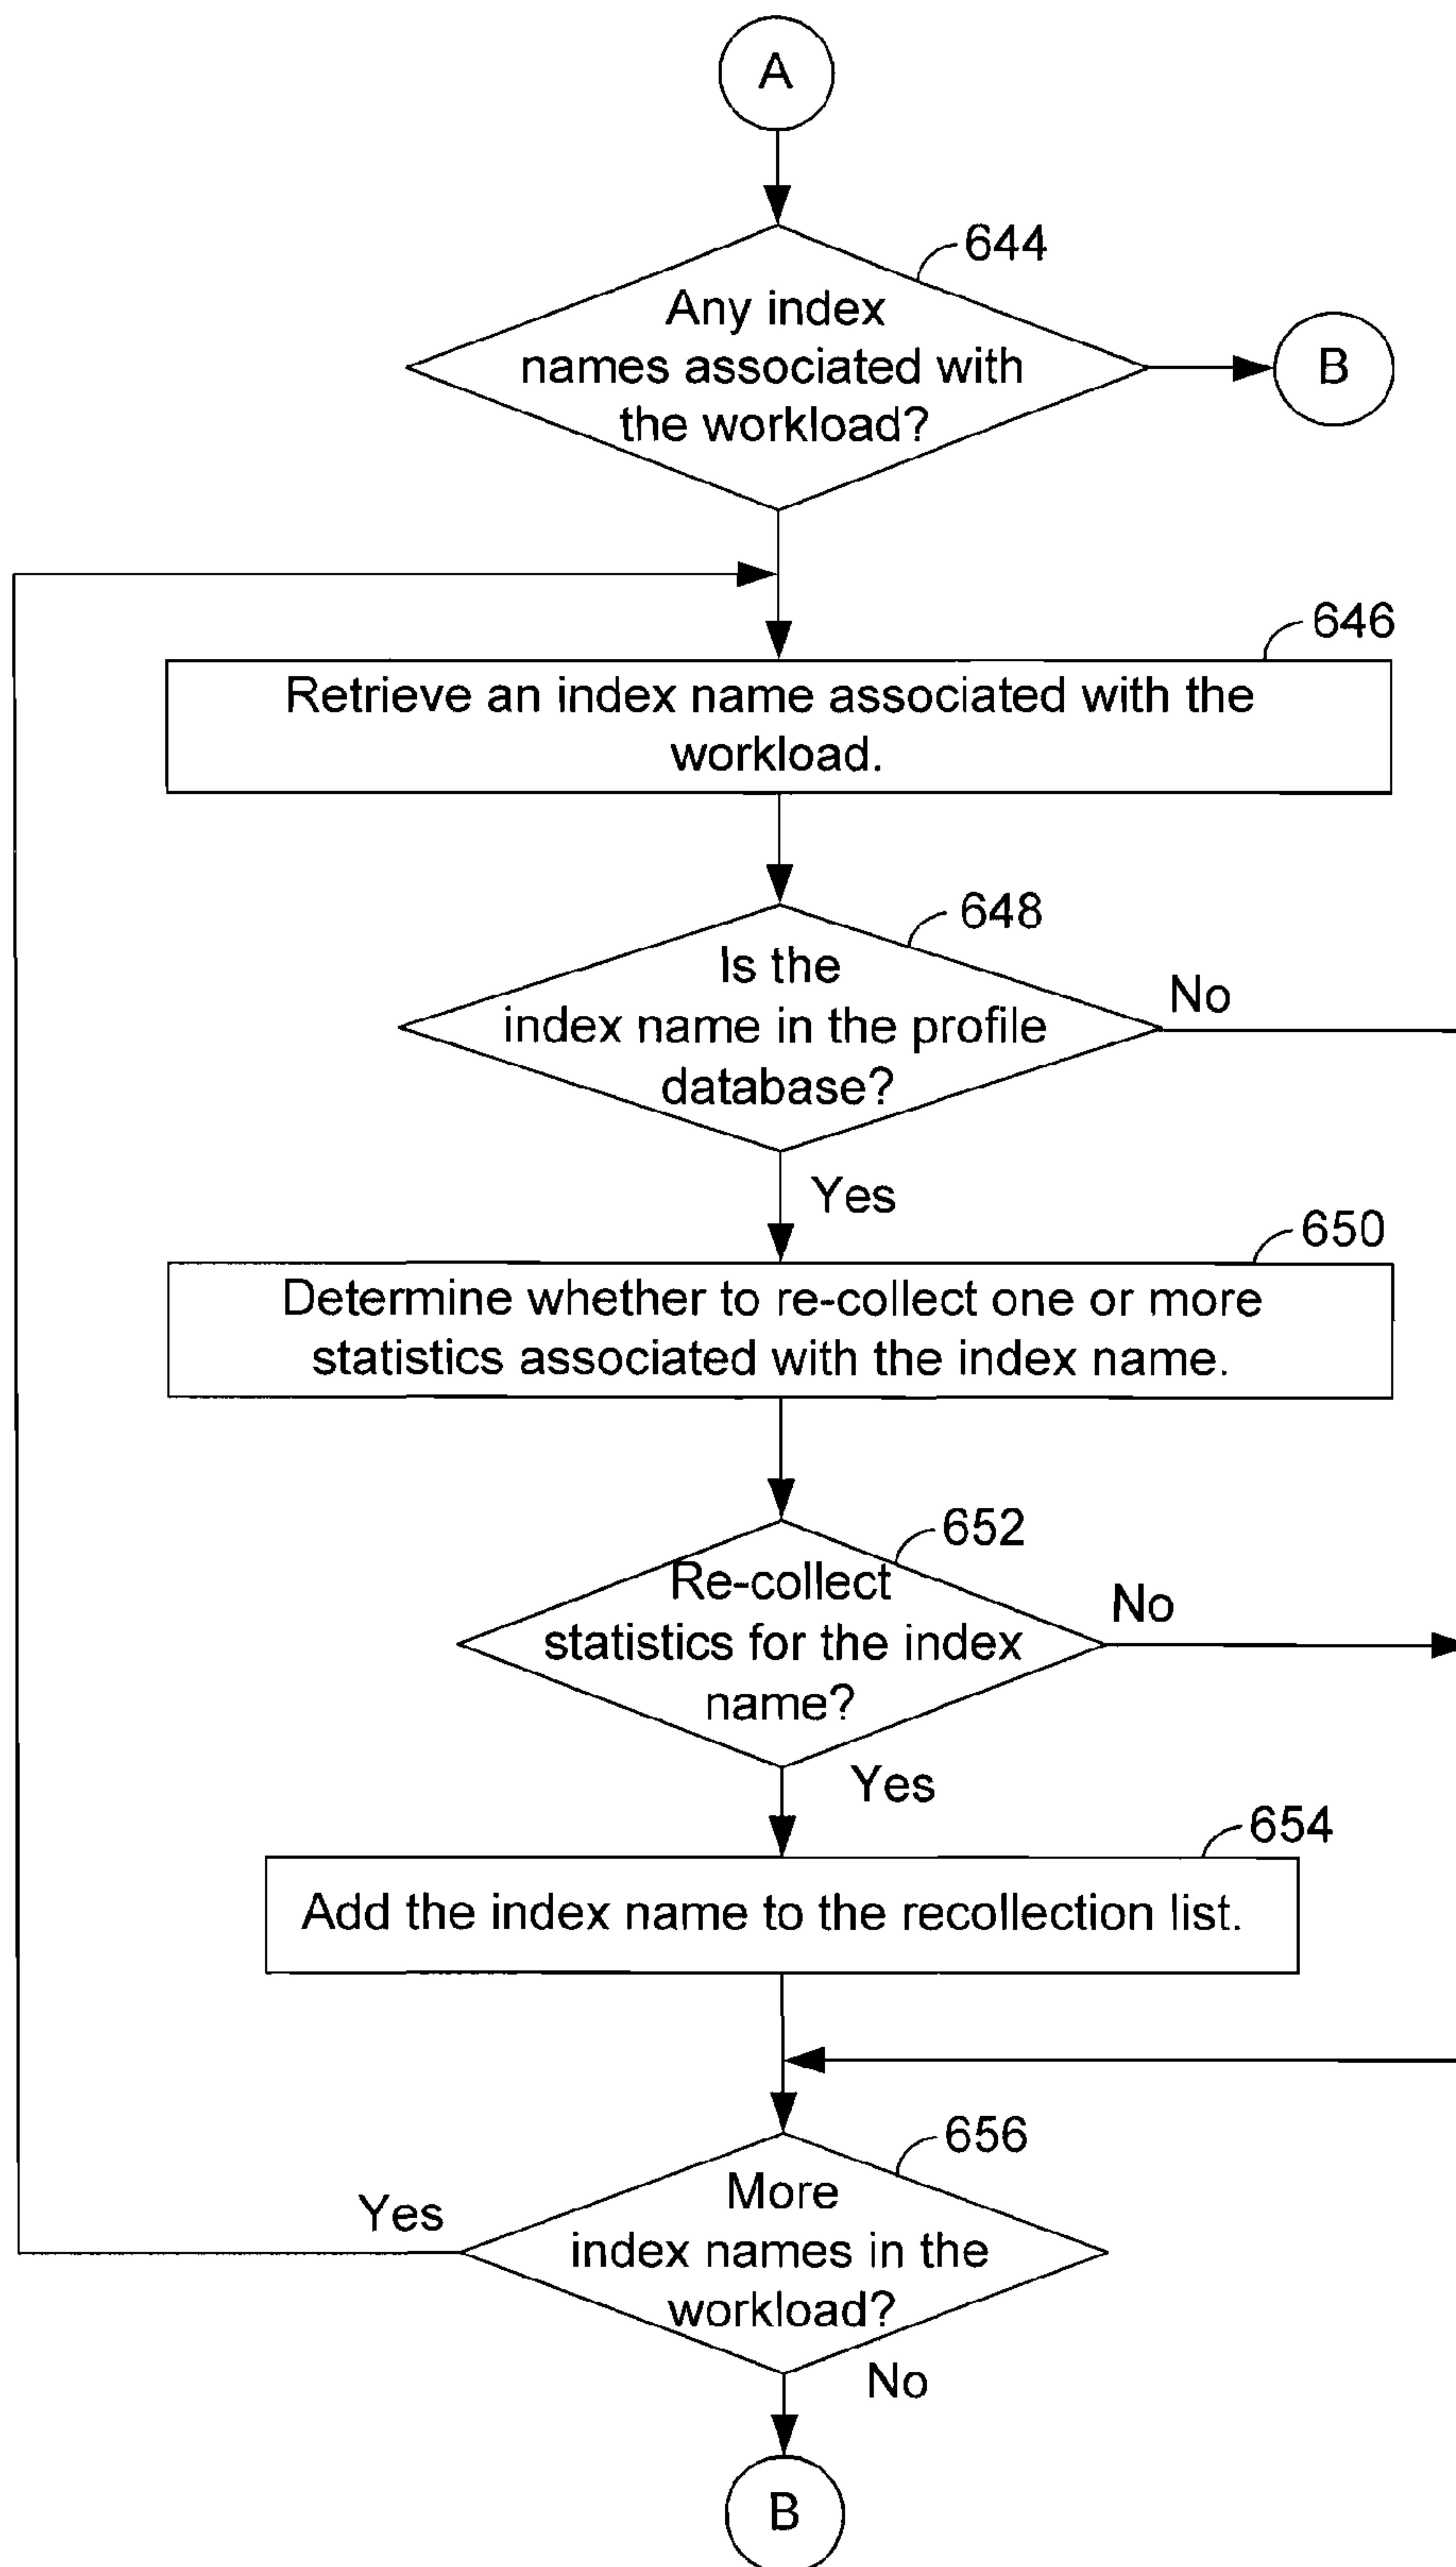 A
644
Any index
names associated with
the workload?
B
646
Retrieve an index name associated with the
workload.
648
Is the
index name in the profile
database?
No
Yes
650
Determine whether to re-collect one or more
statistics associated with the index name.
652
Re-collect
statistics for the index
name?
No
Yes
654
Add the index name to the recollection list.
656
More
index names in the
workload?
Yes
No
B